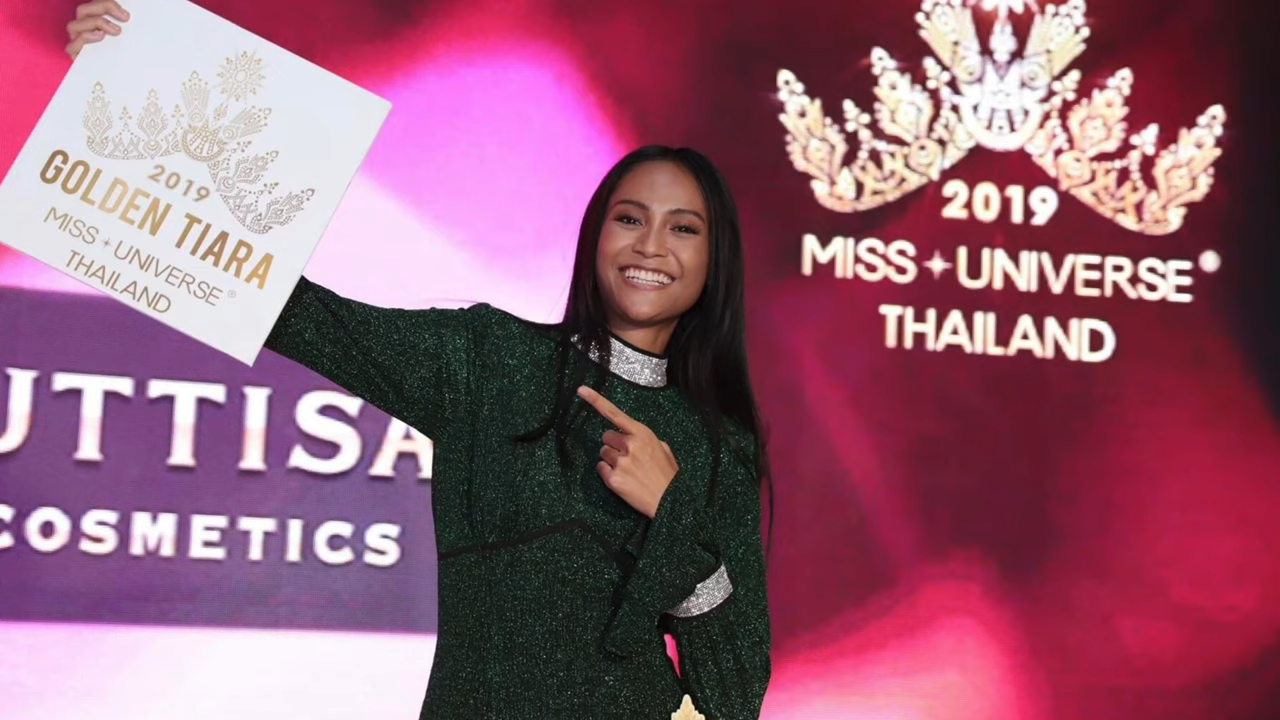 2019
GOLDEN TIARA
MISS UNIVERSE®
THAILAND
UTTISA
COSMETICS
2019
MISS UNIVERSE®
THAILAND